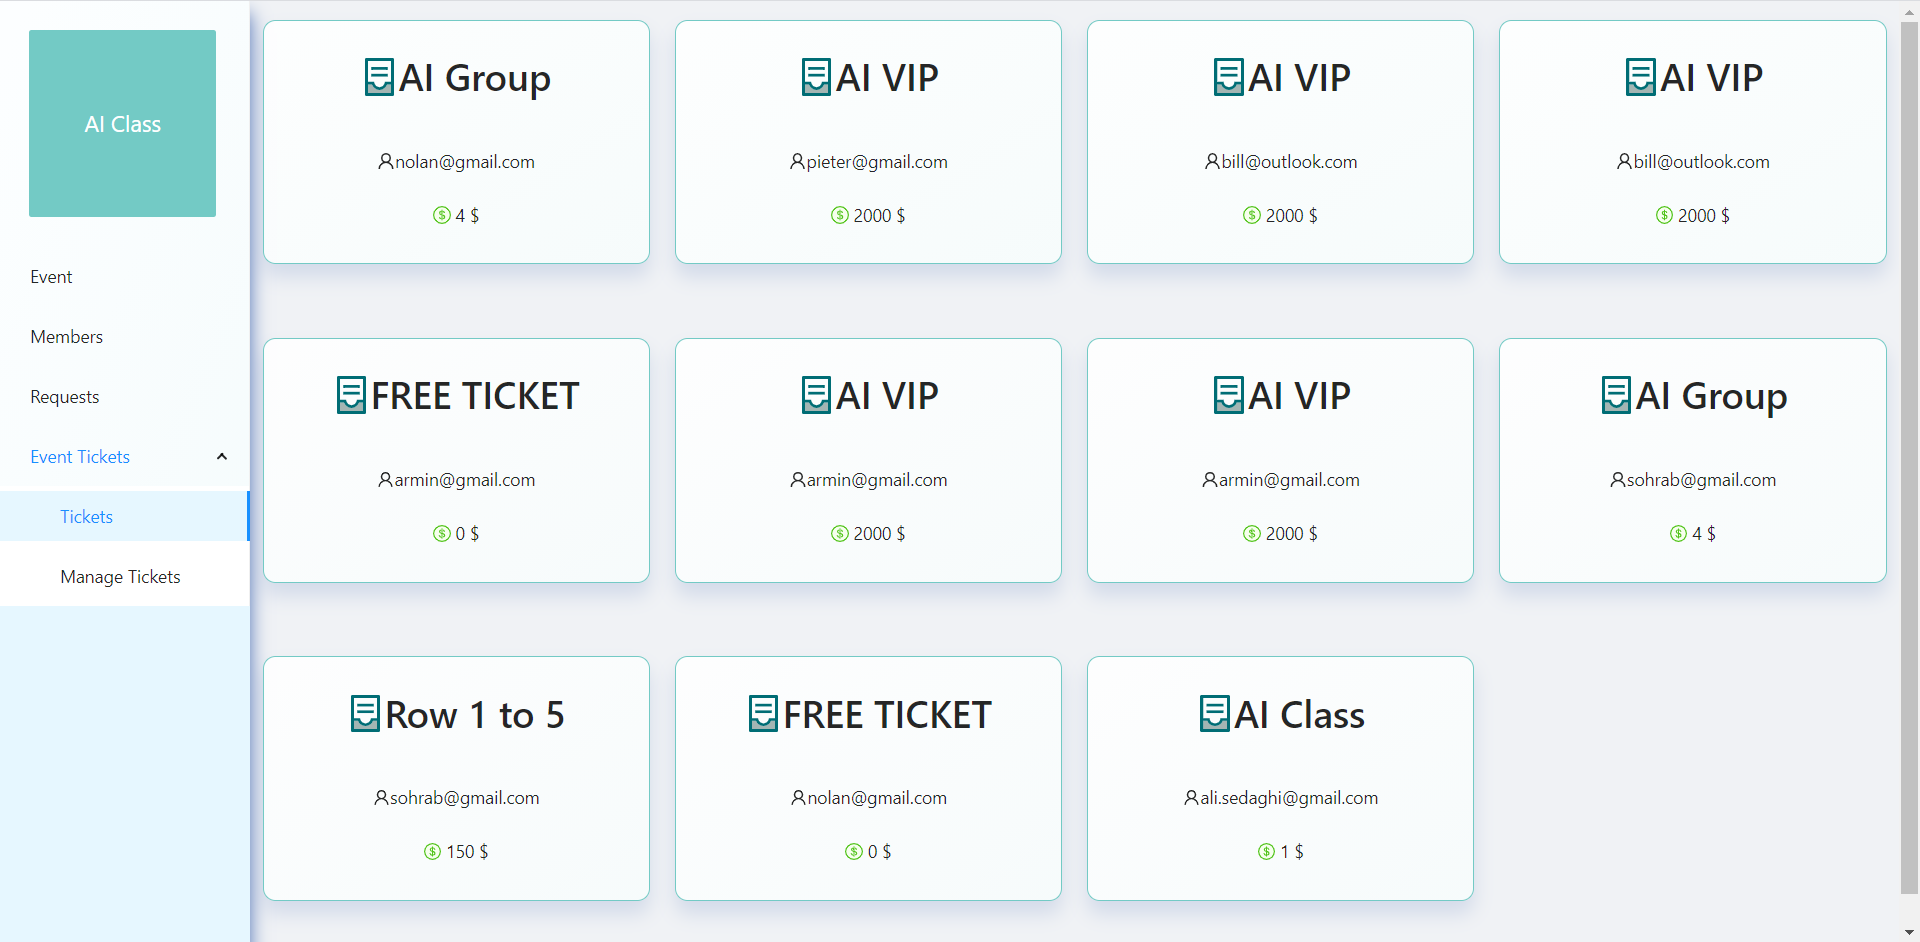 AI Class
Event
Members
Requests
Event Tickets
Tickets
Manage Tickets
AI Group
nolan@gmail.com
4 $
AI VIP
pieter@gmail.com
2000 $
AI VIP
bill@outlook.com
2000 $
AI VIP
bill@outlook.com
2000 $
FREE TICKET
armin@gmail.com
0 $
AI VIP
armin@gmail.com
2000 $
AI VIP
armin@gmail.com
2000 $
AI Group
sohrab@gmail.com
4 $
Row 1 to 5
sohrab@gmail.com
150 $
FREE TICKET
nolan@gmail.com
0 $
AI Class
ali.sedaghi@gmail.com
1 $